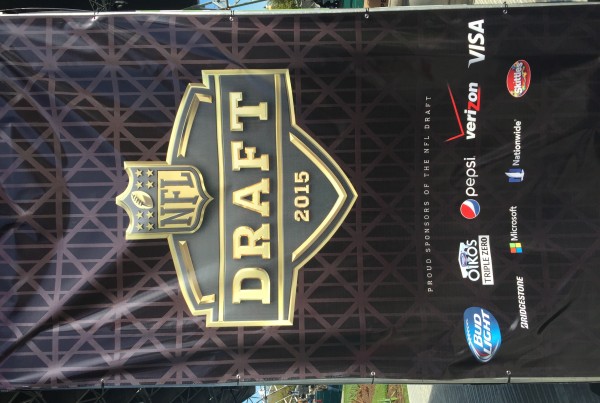 NFL
DRAFT
2015
PROUD SPONSORS OF THE NFL DRAFT
BUD LIGHT OIKOS TRIPLE ZERO pepsi verizon VISA
BRIDGESTONE Microsoft Nationwide Skittles